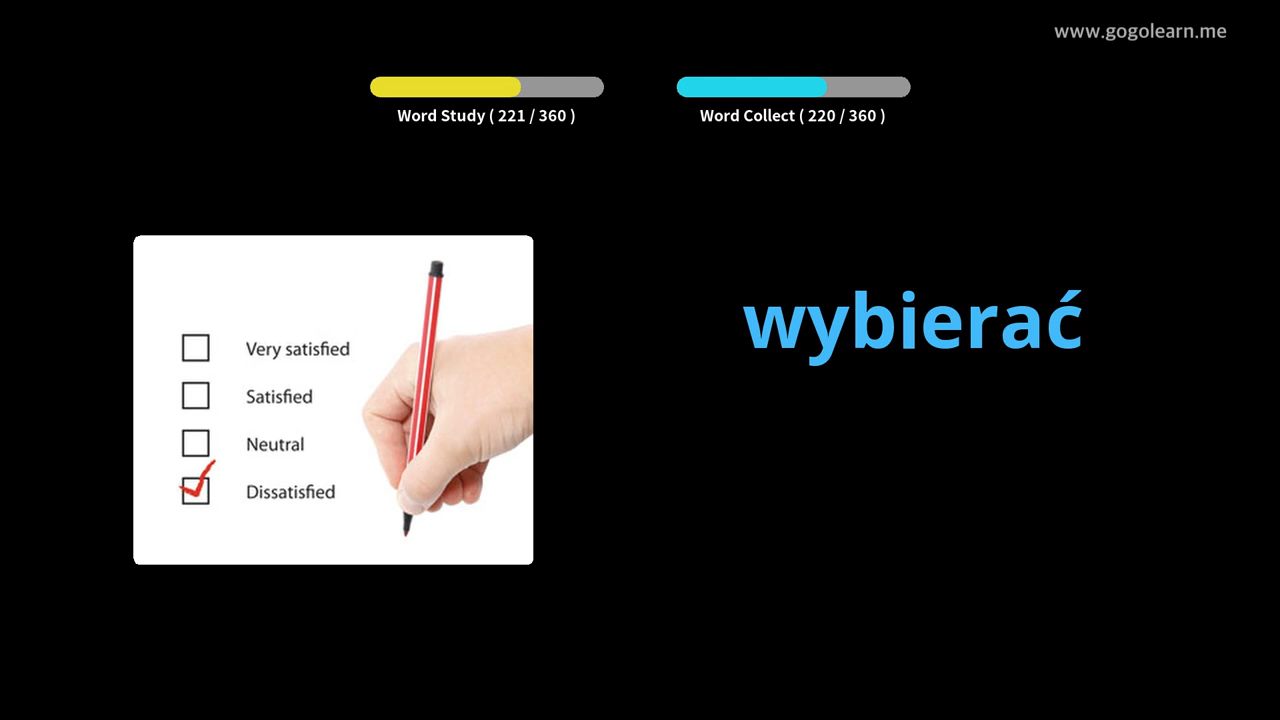 www.gogolearn.me
Word Study ( 221 / 360 )
Word Collect ( 220 / 360 )
Very satisfied
Satisfied
Neutral
Dissatisfied
wybierać